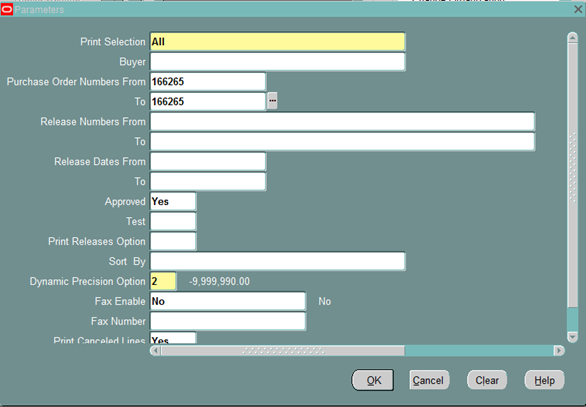 Parameters
Print Selection All
Buyer
Purchase Order Numbers From 166265
To 166265 ...
Release Numbers From
To
Release Dates From
To
Approved Yes
Test
Print Releases Option
Sort By
Dynamic Precision Option 2 -9,999,990.00
Fax Enable No No
Fax Number
Print Canceled Lines Yes
OK Cancel Clear Help